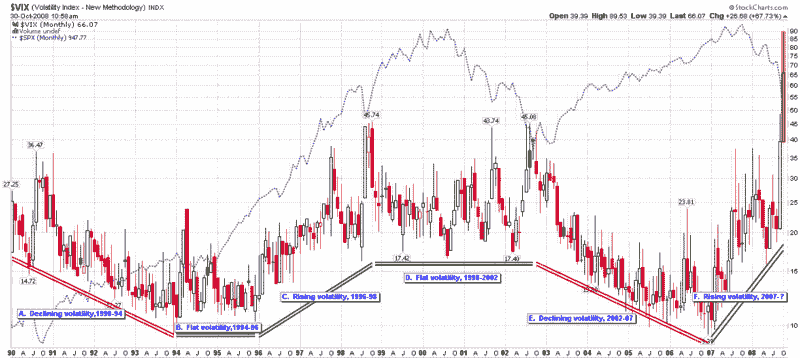 $VIX (Volatility Index - New Methodology) INDX
© StockCharts.com
30-Oct-2008 10:58am
Open 39.39 High 89.53 Low 39.39 Last 66.07 Chg +26.68 (+67.73%)
$VIX (Monthly) 66.07
Volume undef
$SPX (Monthly) 947.77
90
85
80
75
70
65
60
55
50
45
40
35
30
25
20
15
10
27.25
36.47
14.72
45.74
17.42
43.74
17.40
45.08
23.81
A. Declining volatility,1990-94
B. Flat volatility,1994-96
C. Rising volatility, 1996-98
D. Flat volatility, 1998-2002
E. Declining volatility, 2002-07
F. Rising volatility, 2007-?
90 A J O 91 A J O 92 A J O 93 A J O 94 A J O 95 A J O 96 A J O 97 A J O 98 A J O 99 A J O 00 A J O 01 A J O 02 A J O 03 A J O 04 A J O 05 A J O 06 A J O 07 A J O 08 A J O